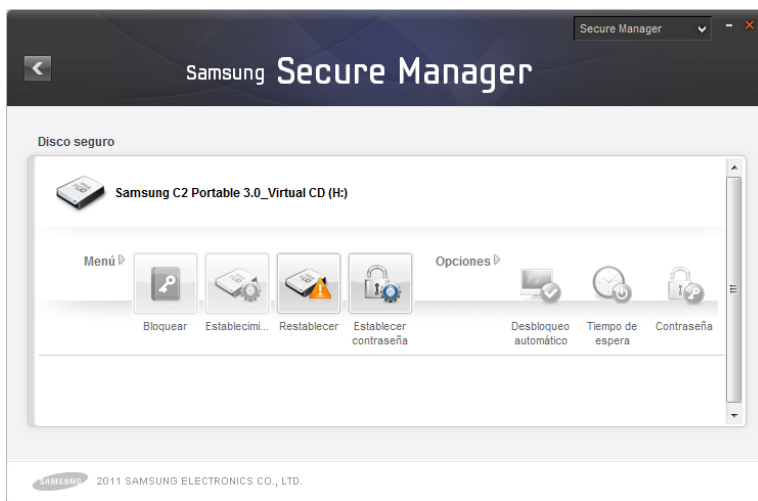 Secure Manager
Samsung Secure Manager
Disco seguro
Samsung C2 Portable 3.0_Virtual CD (H:)
Menú
Opciones
Bloquear
Establecimi...
Restablecer
Establecer
contraseña
Desbloqueo
automático
Tiempo de
espera
Contraseña
SAMSUNG 2011 SAMSUNG ELECTRONICS CO., LTD.